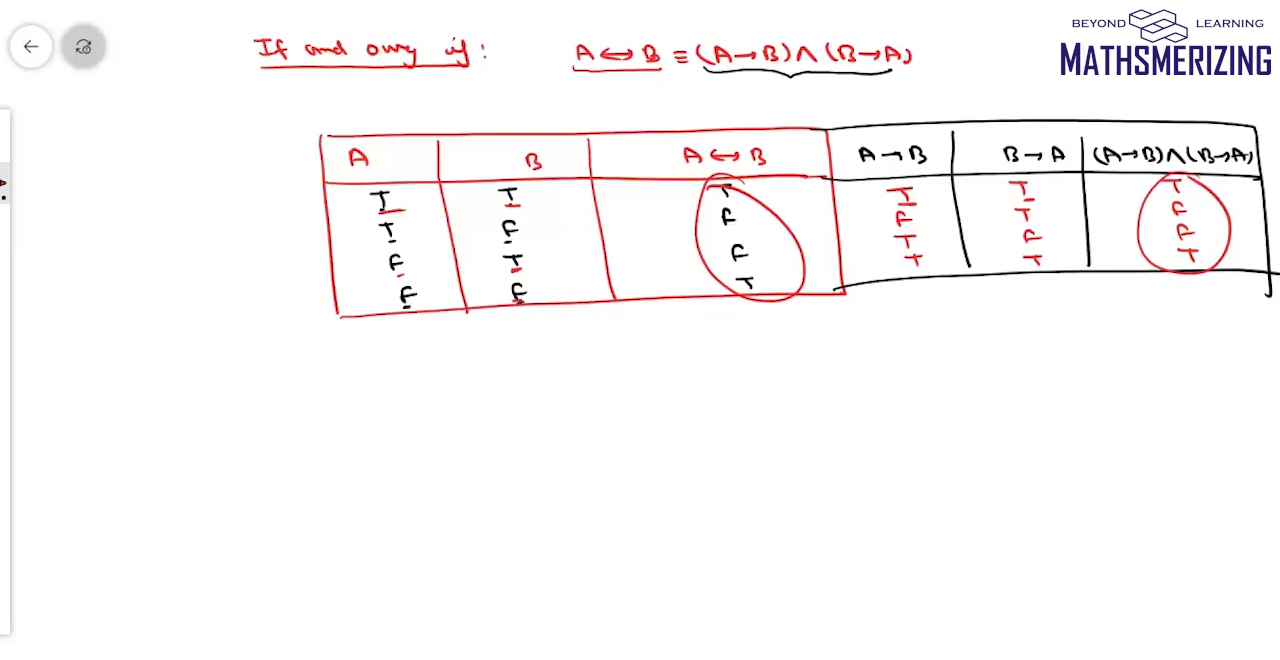 BEYOND LEARNING
MATHSMERIZING
If and only if: A ↔ B ≡ (A→B) ∧ (B→A)
A B A ↔ B A → B B → A (A→B)∧(B→A)
T T T T T T
T F F F T F
F T F T F F
F F T T T T